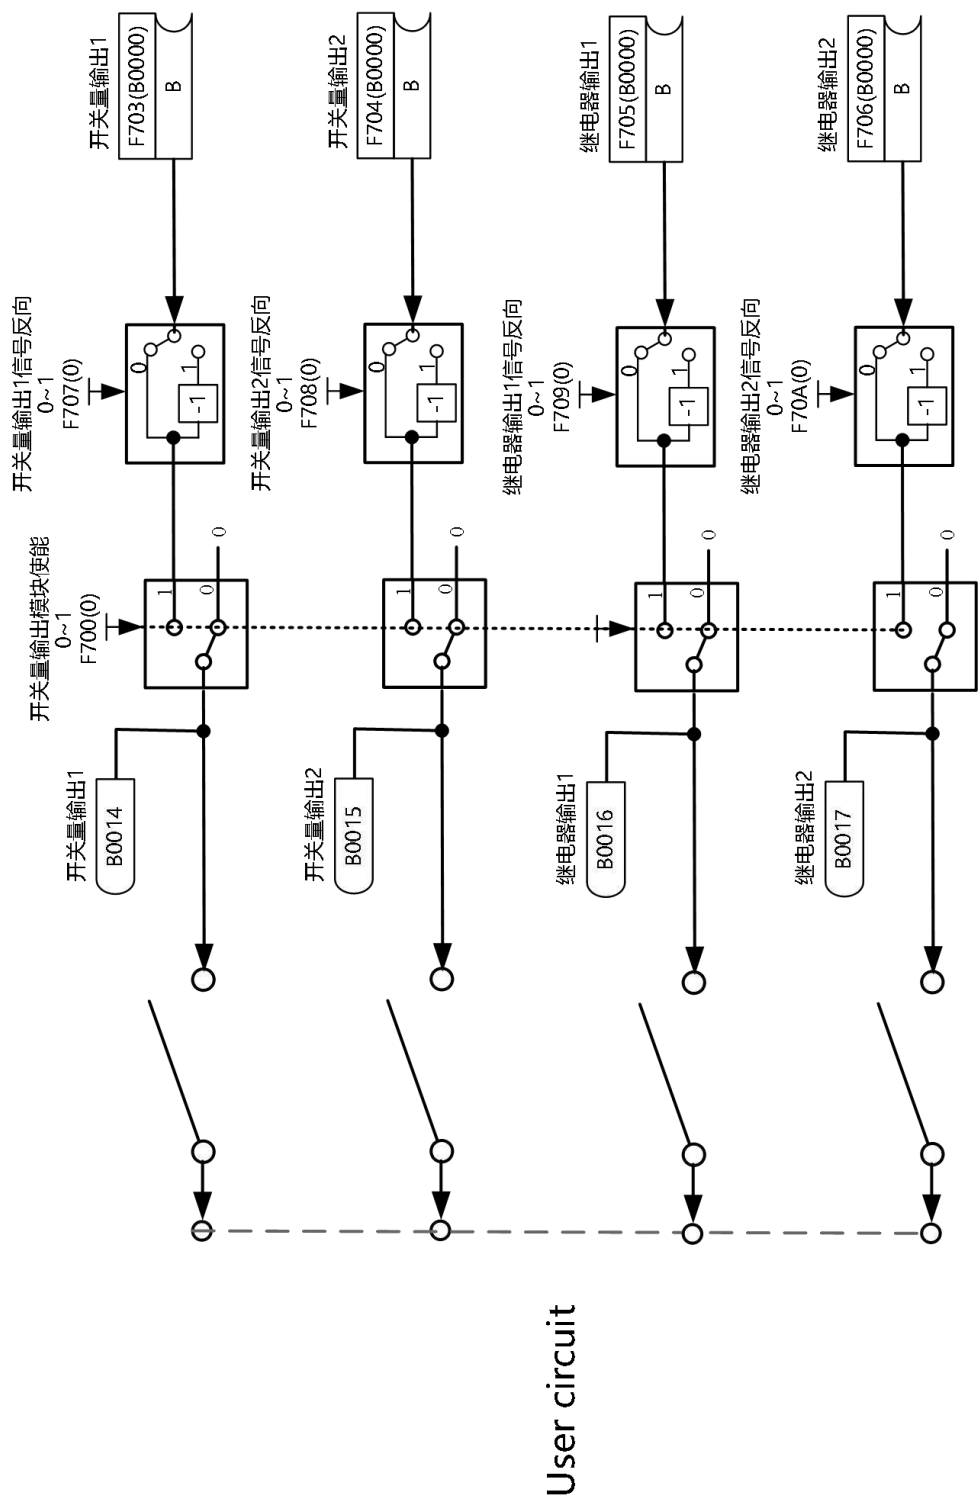 开关量输出1
F703(B0000)
B
开关量输出1信号反向
0~1
F707(0)
0
1
-1
开关量输出模块使能
0~1
F700(0)
1
0
0
开关量输出1
B0014
开关量输出2
F704(B0000)
B
开关量输出2信号反向
0~1
F708(0)
0
1
-1
1
0
0
开关量输出2
B0015
继电器输出1
F705(B0000)
B
继电器输出1信号反向
0~1
F709(0)
0
1
-1
1
0
0
继电器输出1
B0016
继电器输出2
F706(B0000)
B
继电器输出2信号反向
0~1
F70A(0)
0
1
-1
1
0
0
继电器输出2
B0017
User circuit